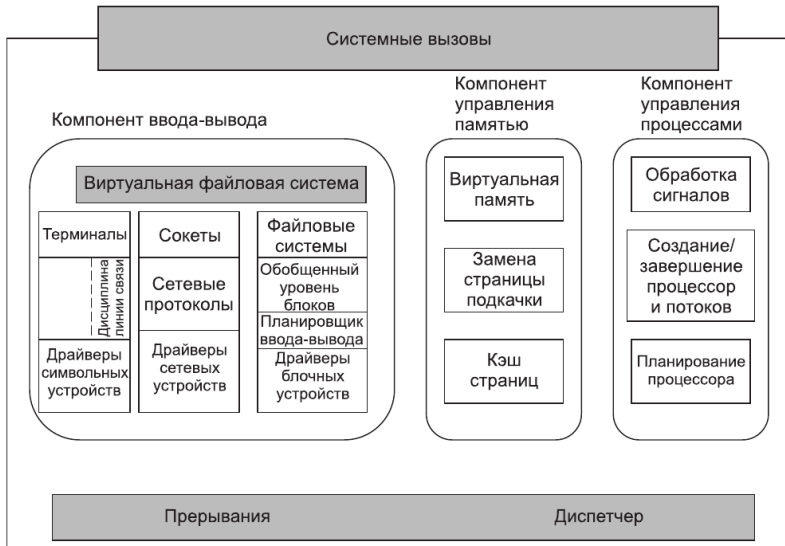 Системные вызовы
Компонент ввода-вывода
Виртуальная файловая система
Терминалы
Дисциплина
линии связи
Драйверы
символьных
устройств
Сокеты
Сетевые
протоколы
Драйверы
сетевых
устройств
Файловые
системы
Обобщенный
уровень
блоков
Планировщик
ввода-вывода
Драйверы
блочных
устройств
Компонент
управления
памятью
Виртуальная
память
Замена
страницы
подкачки
Кэш
страниц
Компонент
управления
процессами
Обработка
сигналов
Создание/
завершение
процессор
и потоков
Планирование
процессора
Прерывания
Диспетчер